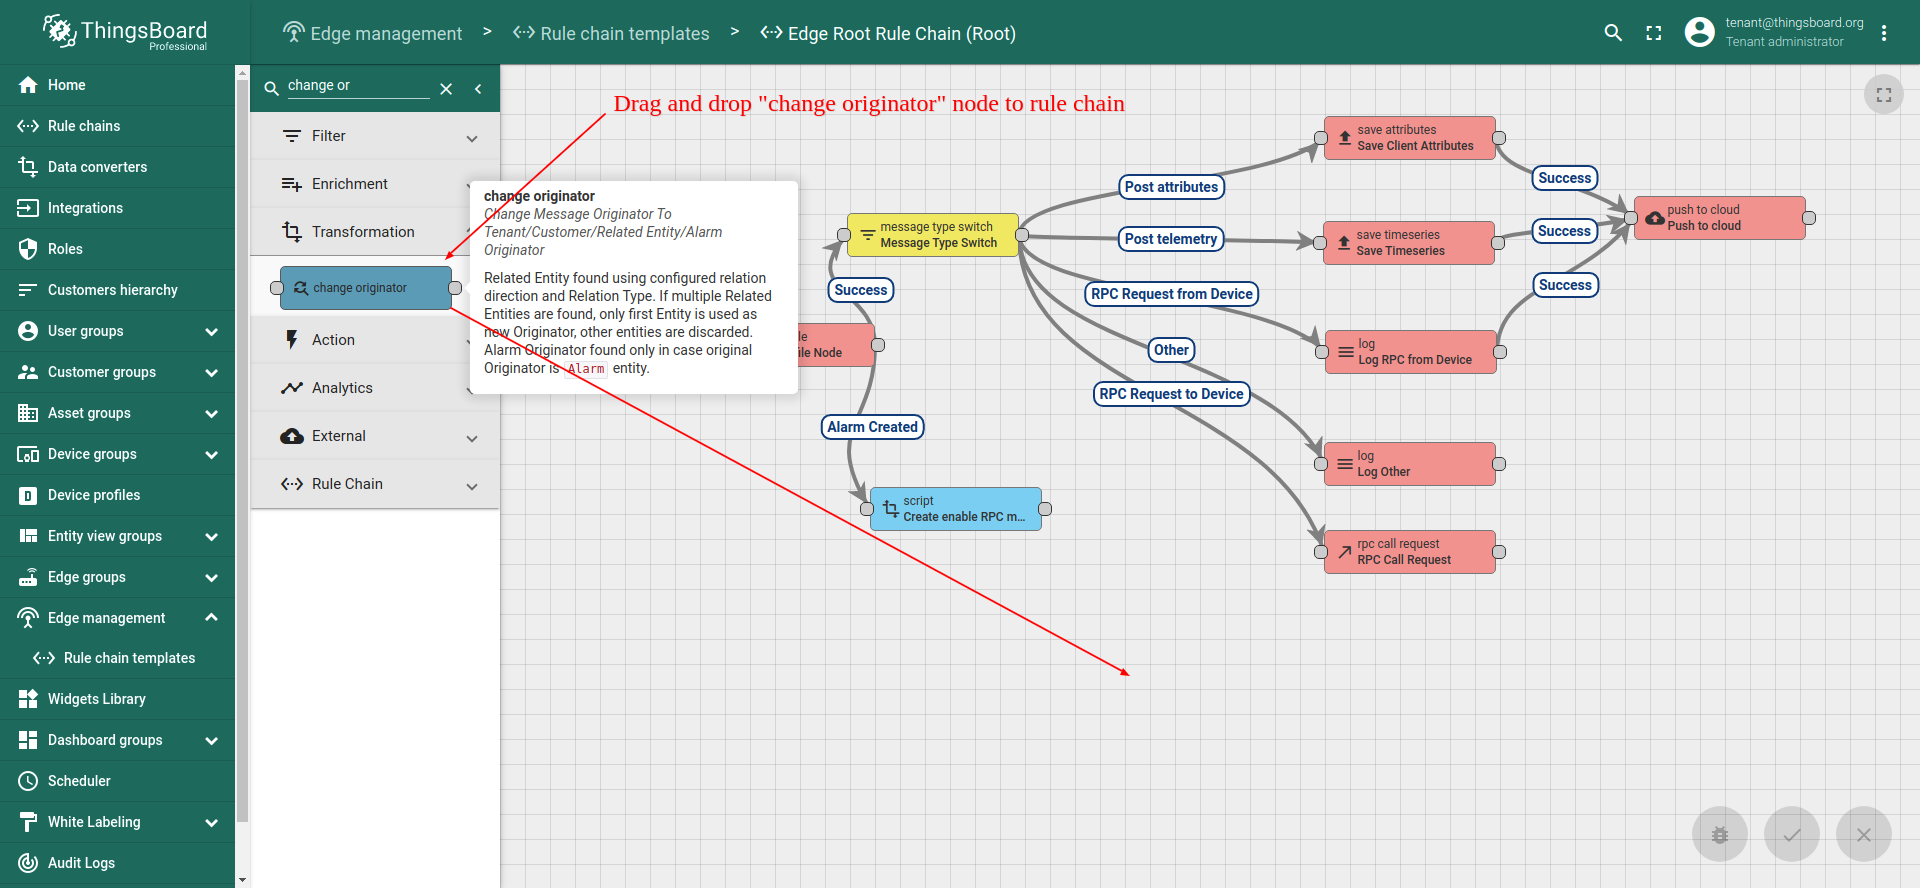 ThingsBoard
Professional
Edge management > Rule chain templates > Edge Root Rule Chain (Root)
tenant@thingsboard.org
Tenant administrator
Home
Rule chains
Data converters
Integrations
Roles
Customers hierarchy
User groups
Customer groups
Asset groups
Device groups
Device profiles
Entity view groups
Edge groups
Edge management
Rule chain templates
Widgets Library
Dashboard groups
Scheduler
White Labeling
Audit Logs
change or
Filter
Enrichment
Transformation
change originator
Action
Analytics
External
Rule Chain
Drag and drop "change originator" node to rule chain
change originator
Change Message Originator To
Tenant/Customer/Related Entity/Alarm
Originator
Related Entity found using configured relation
direction and Relation Type. If multiple Related
Entities are found, only first Entity is used as
new Originator, other entities are discarded.
Alarm Originator found only in case original
Originator is Alarm entity.
le
ile Node
Success
Alarm Created
script
Create enable RPC m...
message type switch
Message Type Switch
Post attributes
Post telemetry
RPC Request from Device
Other
RPC Request to Device
save attributes
Save Client Attributes
save timeseries
Save Timeseries
log
Log RPC from Device
log
Log Other
rpc call request
RPC Call Request
Success
Success
Success
push to cloud
Push to cloud